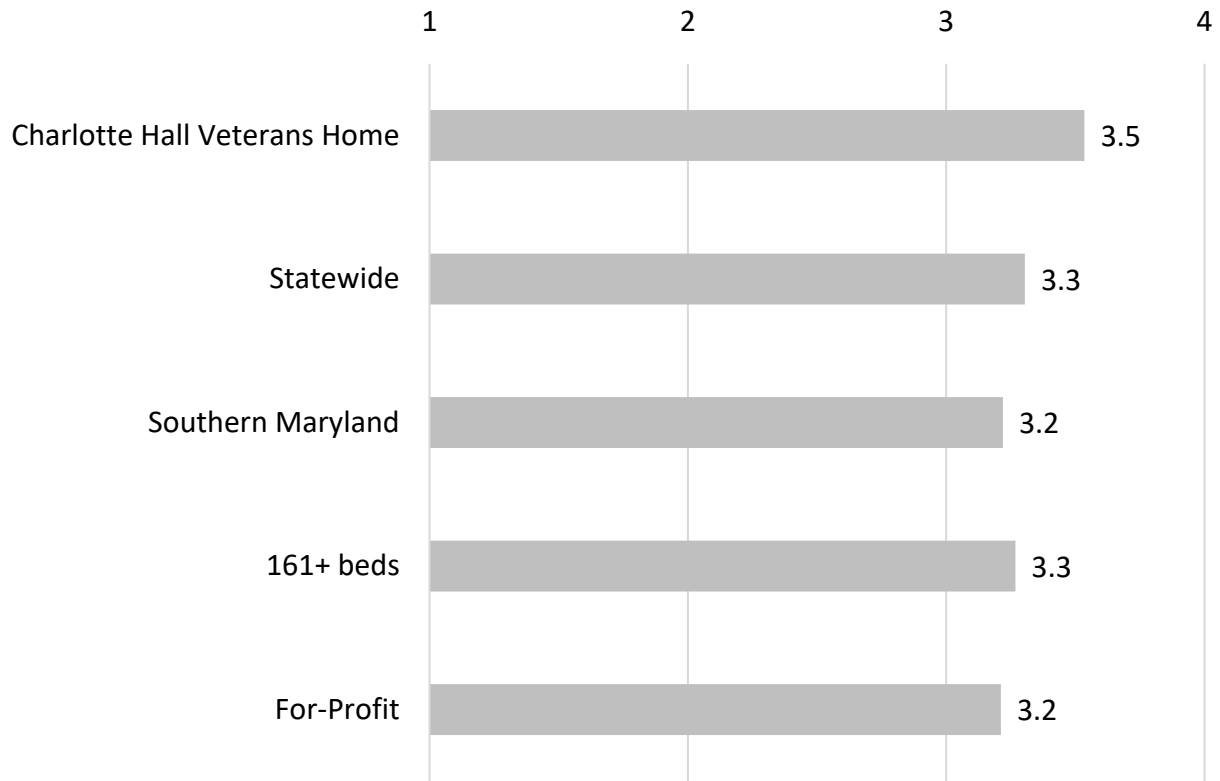 1 2 3 4
Charlotte Hall Veterans Home 3.5
Statewide 3.3
Southern Maryland 3.2
161+ beds 3.3
For-Profit 3.2